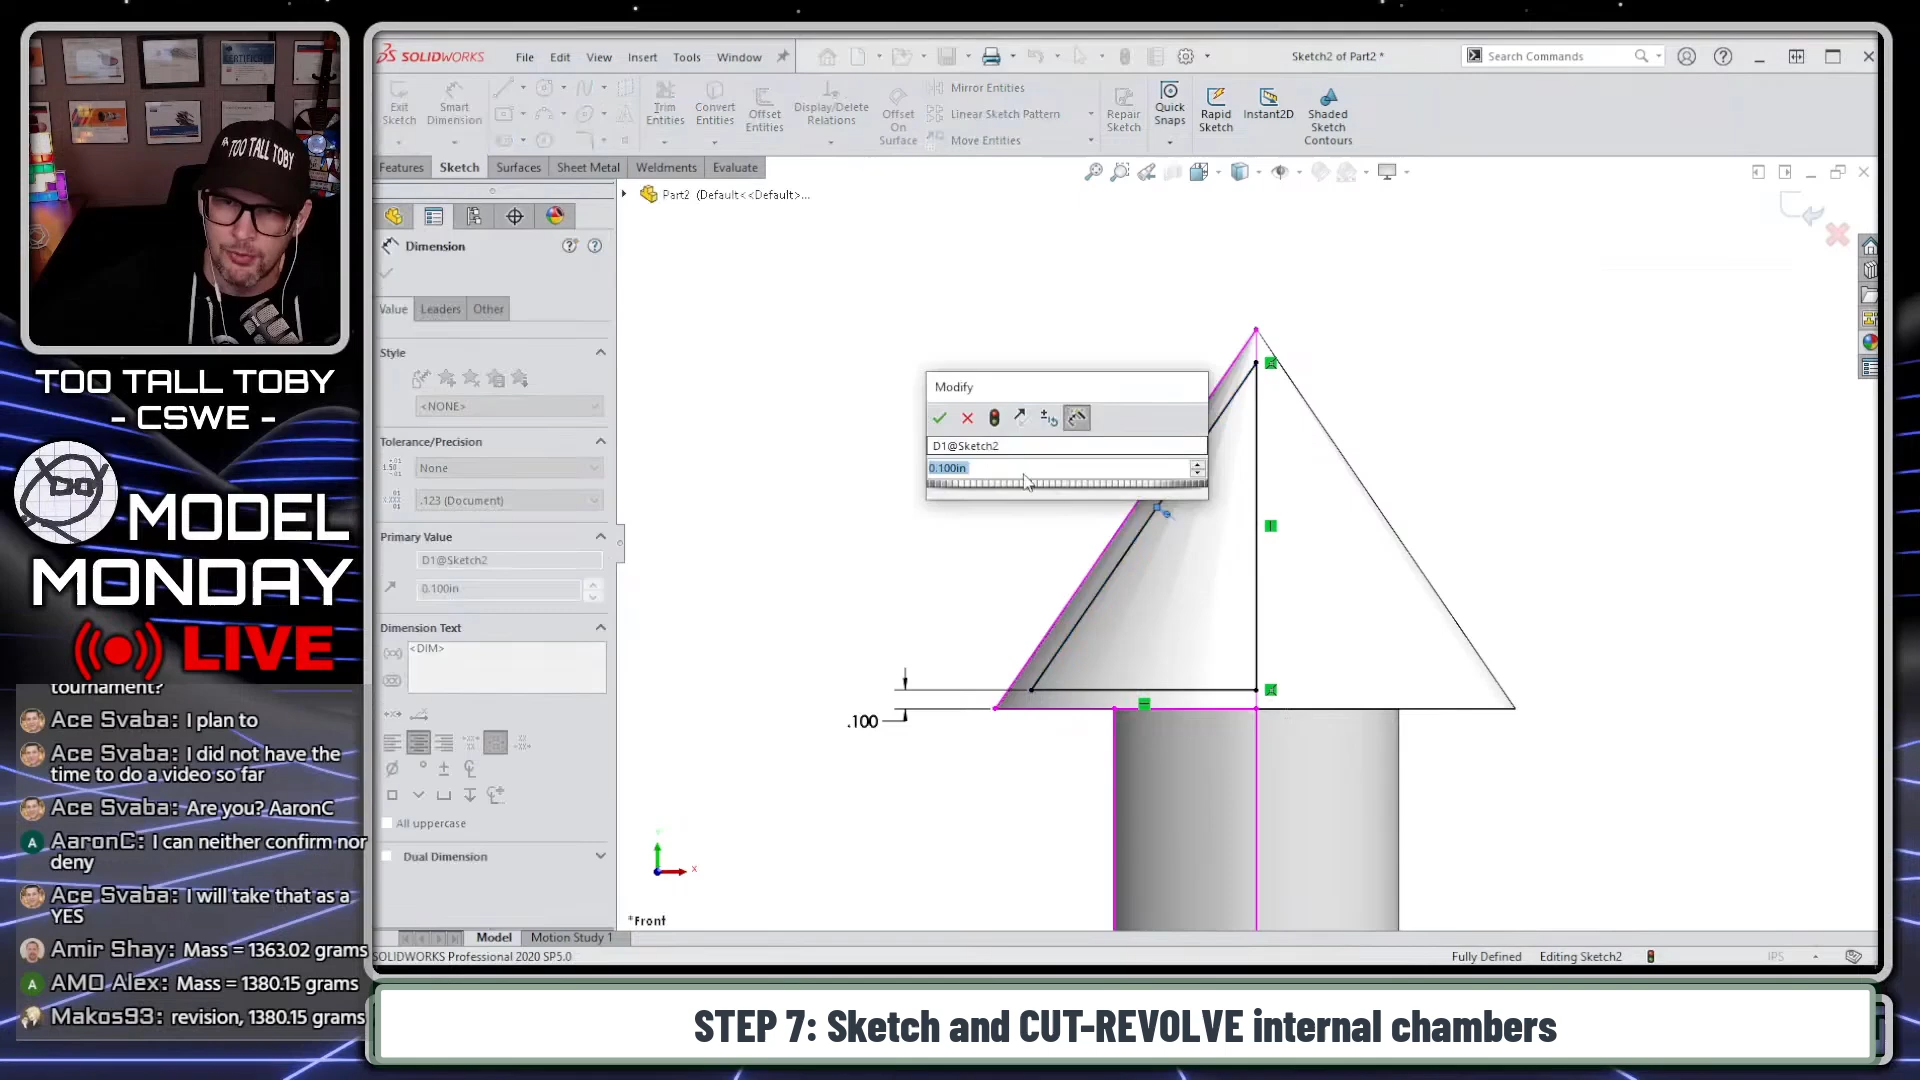 TOO TALL TOBY
TOO TALL TOBY
- CSWE -
MODEL
MONDAY
LIVE
tournament?
Ace Svaba: I plan to
Ace Svaba: I did not have the
time to do a video so far
Ace Svaba: Are you? AaronC
A AaronC: I can neither confirm nor
deny
Ace Svaba: I will take that as a
YES
Amir Shay: Mass = 1363.02 grams
A AMO Alex: Mass = 1380.15 grams
Makos93: revision, 1380.15 grams
SOLIDWORKS File Edit View Insert Tools Window Sketch2 of Part2 * Search Commands
Exit Sketch
Smart Dimension
Trim Entities
Convert Entities
Offset Entities
Display/Delete Relations
Offset On Surface
Mirror Entities
Linear Sketch Pattern
Move Entities
Repair Sketch
Quick Snaps
Rapid Sketch
Instant2D
Shaded Sketch Contours
Features Sketch Surfaces Sheet Metal Weldments Evaluate
Part2 (Default<<Default>...
Dimension
Value Leaders Other
Style
<NONE>
Tolerance/Precision
None
.123 (Document)
Primary Value
D1@Sketch2
0.100in
Dimension Text
<DIM>
All uppercase
Dual Dimension
Modify
D1@Sketch2
0.100in
.100
X
*Front
Model Motion Study 1
SOLIDWORKS Professional 2020 SP5.0 Fully Defined Editing Sketch2 IPS
STEP 7: Sketch and CUT-REVOLVE internal chambers